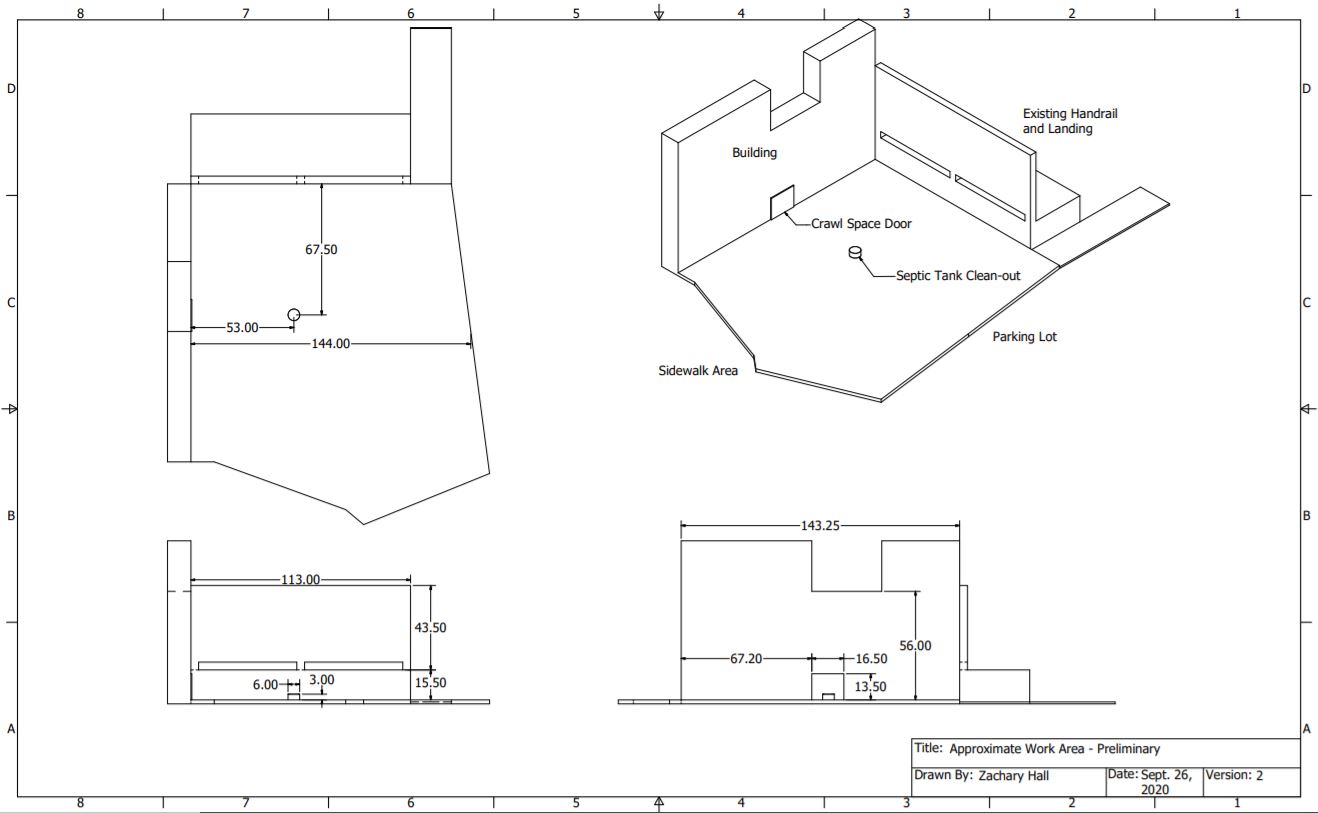 8 7 6 5 4 3 2 1
D D
Existing Handrail
and Landing
Building
Crawl Space Door
67.50
Septic Tank Clean-out
C C
53.00
144.00
Parking Lot
Sidewalk Area
B B
143.25
113.00
43.50
56.00
67.20 16.50
6.00 3.00 15.50
13.50
A A
Title: Approximate Work Area - Preliminary
Drawn By: Zachary Hall
Date: Sept. 26,
2020
Version: 2
8 7 6 5 4 3 2 1